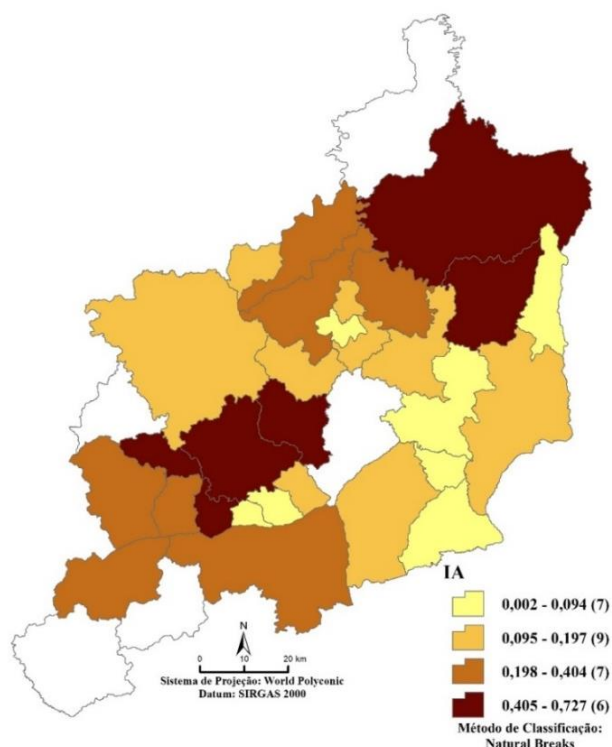 IA
0,002 - 0,094 (7)
0,095 - 0,197 (9)
0,198 - 0,404 (7)
0,405 - 0,727 (6)
Método de Classificação:
Natural Breaks
N
0 10 20 km
Sistema de Projeção: World Polyconic
Datum: SIRGAS 2000